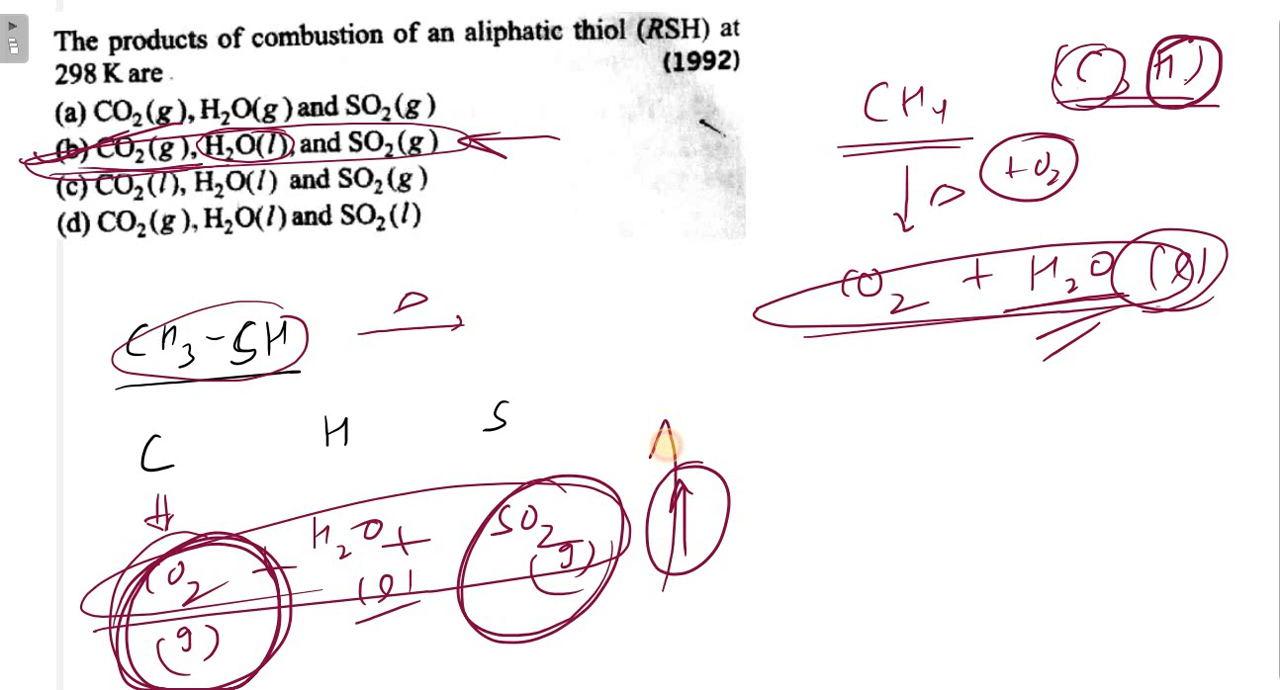 The products of combustion of an aliphatic thiol (RSH) at
298 K are (1992)
(a) CO₂(g), H₂O(g) and SO₂(g)
(b) CO₂(g), H₂O(l), and SO₂(g)
(c) CO₂(l), H₂O(l) and SO₂(g)
(d) CO₂(g), H₂O(l) and SO₂(l)
(C, H)
CH₄
Δ +O₂
CO₂ + H₂O (l)
CH₃-SH Δ
C H S
CO₂ + H₂O + SO₂
(g) (l) (g)